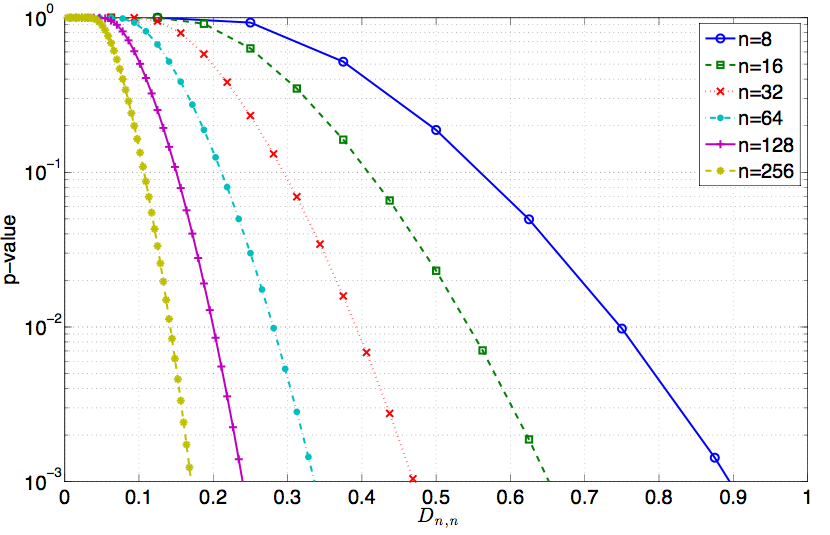 10^0
10^-1
10^-2
10^-3
p-value
0 0.1 0.2 0.3 0.4 0.5 0.6 0.7 0.8 0.9 1
D_{n,n}
n=8
n=16
n=32
n=64
n=128
n=256